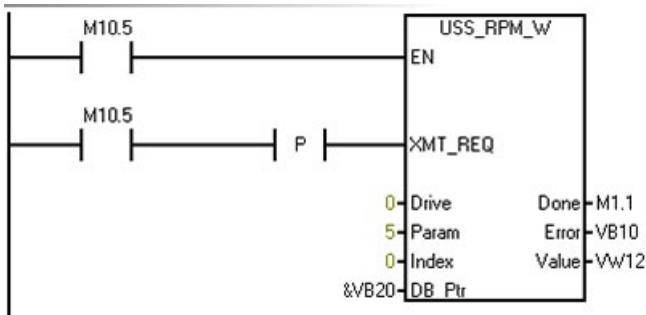 M10.5
USS_RPM_W
EN
M10.5
P
XMT_REQ
0 Drive Done M1.1
5 Param Error VB10
0 Index Value VW12
&VB20 DB_Ptr